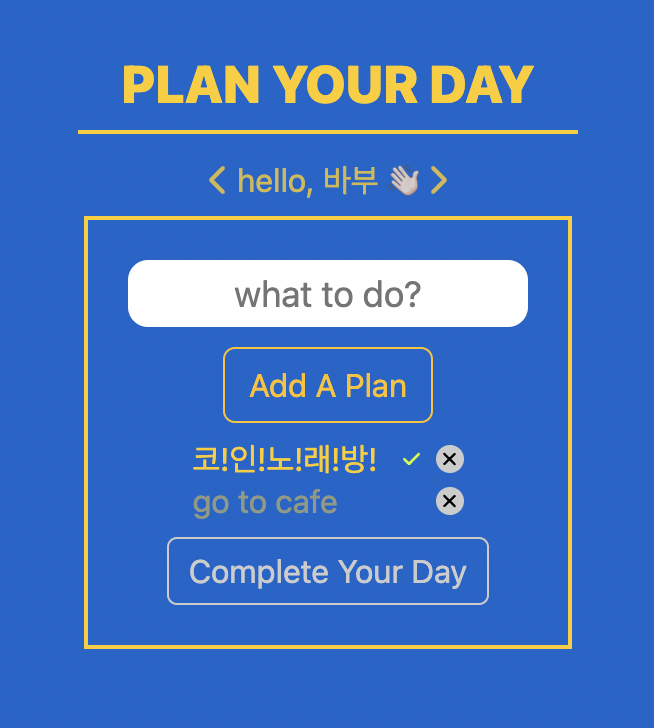 PLAN YOUR DAY
< hello, 바부 👋 >
what to do?
Add A Plan
코!인!노!래!방!
go to cafe
Complete Your Day